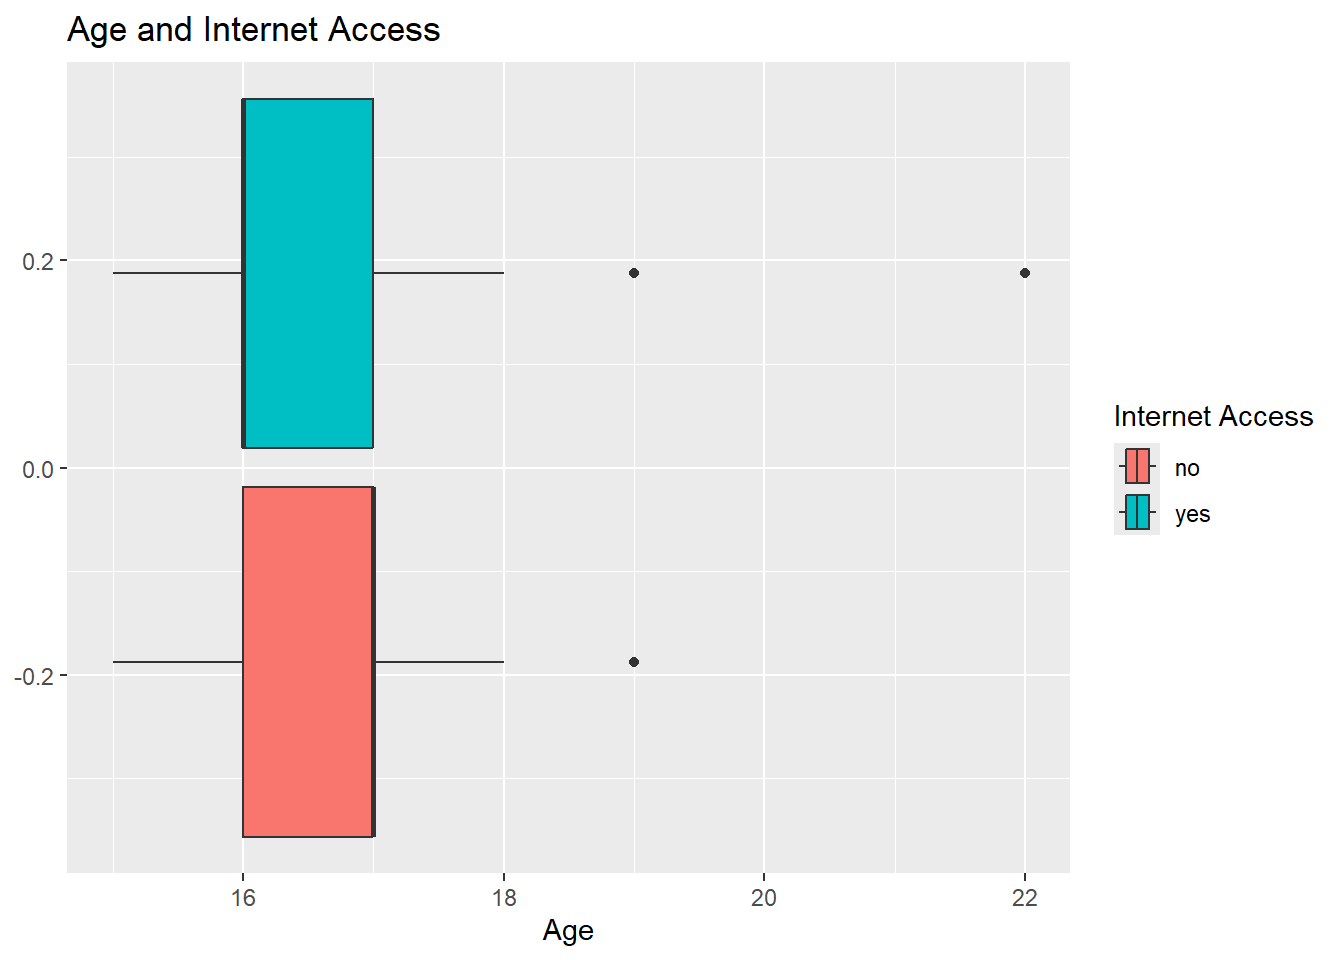 Age and Internet Access
0.2
0.0
-0.2
16 18 20 22
Age
Internet Access
no
yes